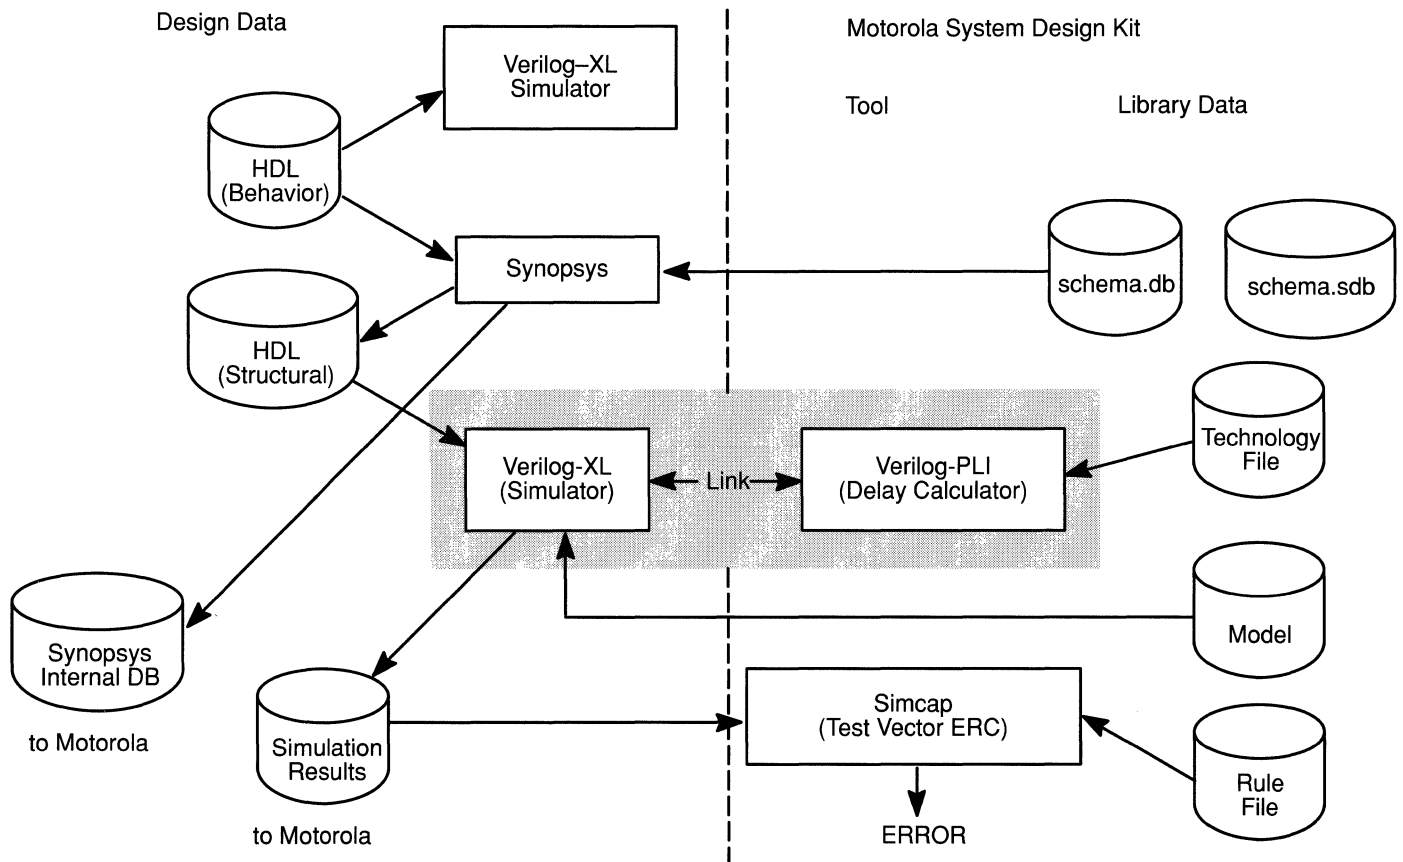 Design Data
Motorola System Design Kit
Verilog–XL
Simulator
Tool
Library Data
HDL
(Behavior)
Synopsys
schema.db
schema.sdb
HDL
(Structural)
Technology
File
Verilog-XL
(Simulator)
Link
Verilog-PLI
(Delay Calculator)
Model
Synopsys
Internal DB
to Motorola
Simcap
(Test Vector ERC)
Simulation
Results
Rule
File
to Motorola
ERROR